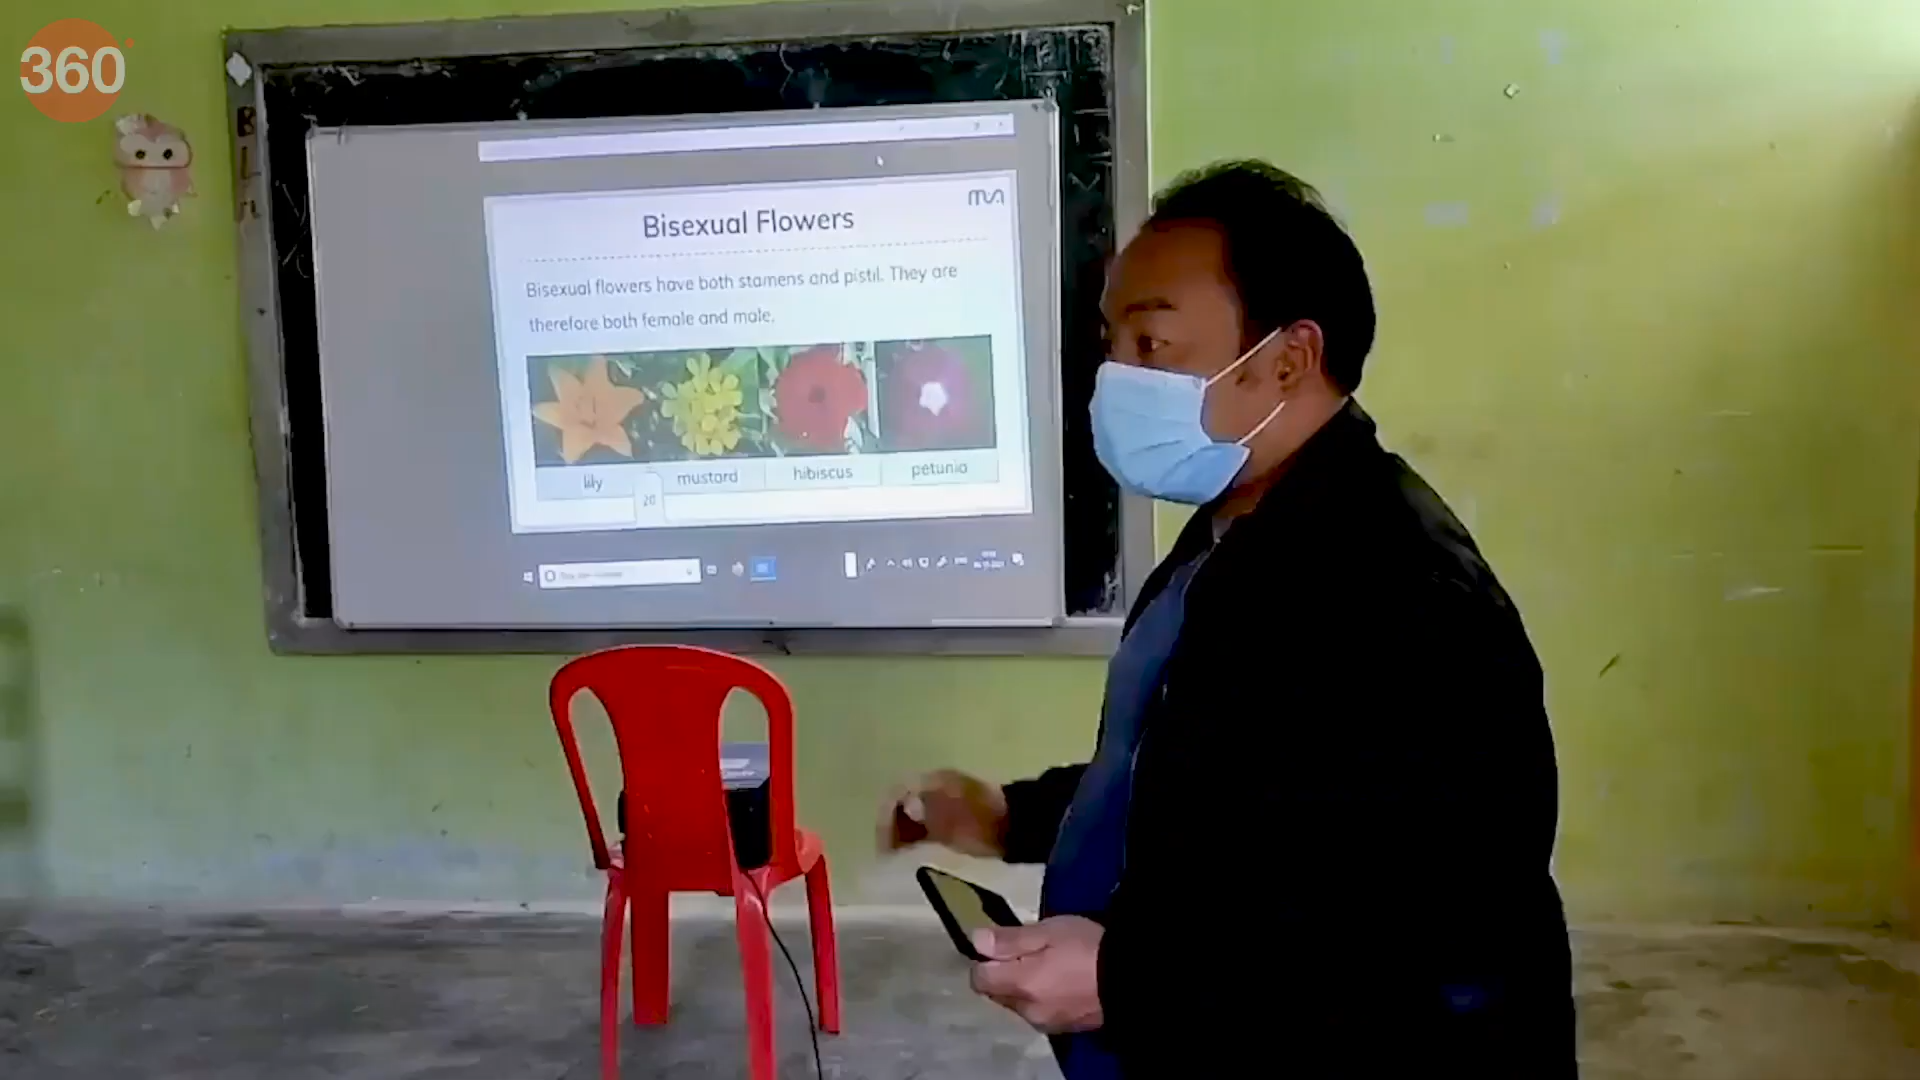 360
Bisexual Flowers
Bisexual flowers have both stamens and pistil. They are
therefore both female and male.
lily
mustard
hibiscus
petunia
20